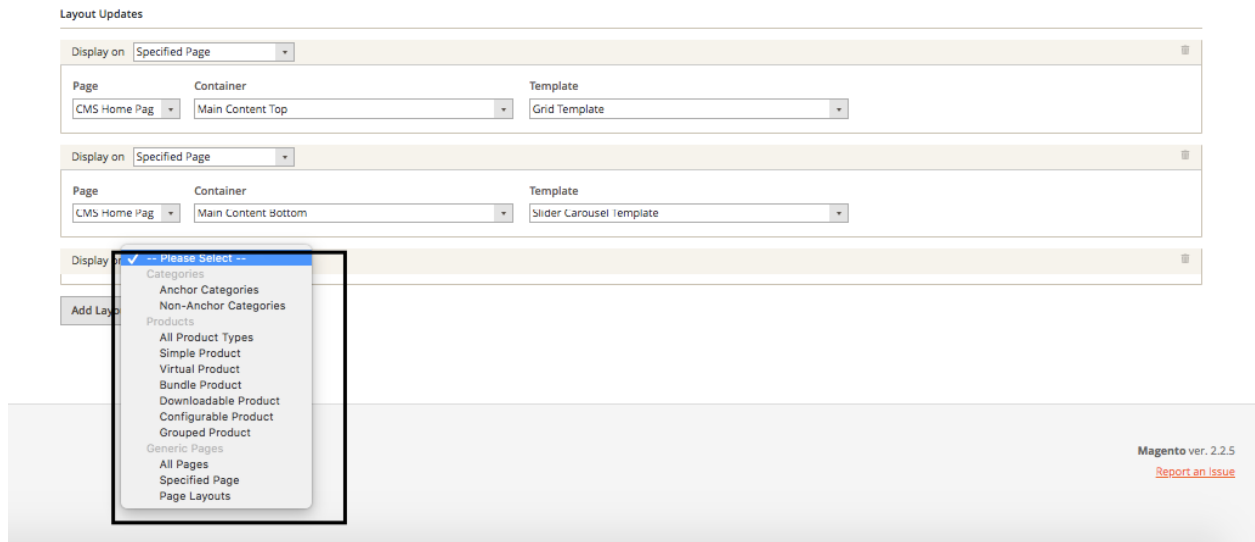 Layout Updates
Display on Specified Page
Page Container Template
CMS Home Pag Main Content Top Grid Template
Display on Specified Page
Page Container Template
CMS Home Pag Main Content Bottom Slider Carousel Template
Display on ✓ -- Please Select --
Categories
Anchor Categories
Non-Anchor Categories
Add Layo
Products
All Product Types
Simple Product
Virtual Product
Bundle Product
Downloadable Product
Configurable Product
Grouped Product
Generic Pages
All Pages
Specified Page
Page Layouts
Magento ver. 2.2.5
Report an Issue